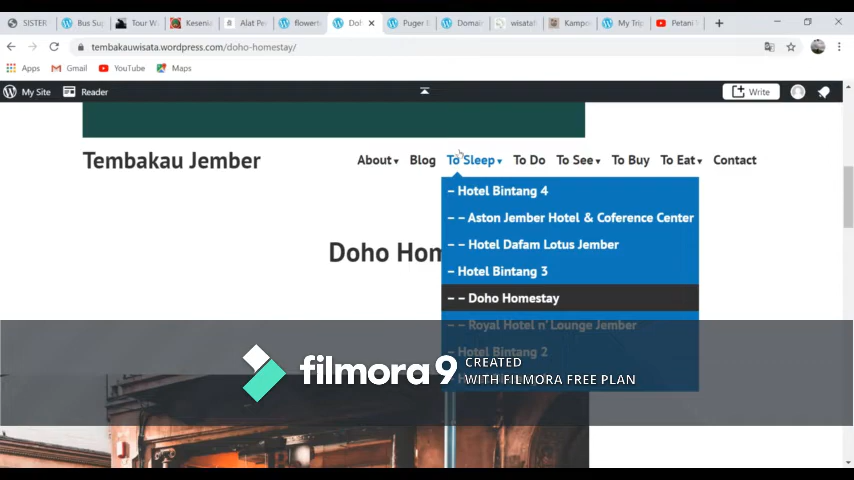 SISTER
Bus Su
Tour W
Kesenia
Alat Pe
flowert
Doh
Puger
Domain
wisatafl
Kampo
My Trip
Petani T
tembakauwisata.wordpress.com/doho-homestay/
Apps Gmail YouTube Maps
My Site Reader Write
Tembakau Jember About Blog To Sleep To Do To See To Buy To Eat Contact
– Hotel Bintang 4
– – Aston Jember Hotel & Coference Center
– – Hotel Dafam Lotus Jember
Doho Hom
– Hotel Bintang 3
– – Doho Homestay
– – Royal Hotel n' Lounge Jember
– Hotel Bintang 2
filmora9 CREATED
WITH FILMORA FREE PLAN